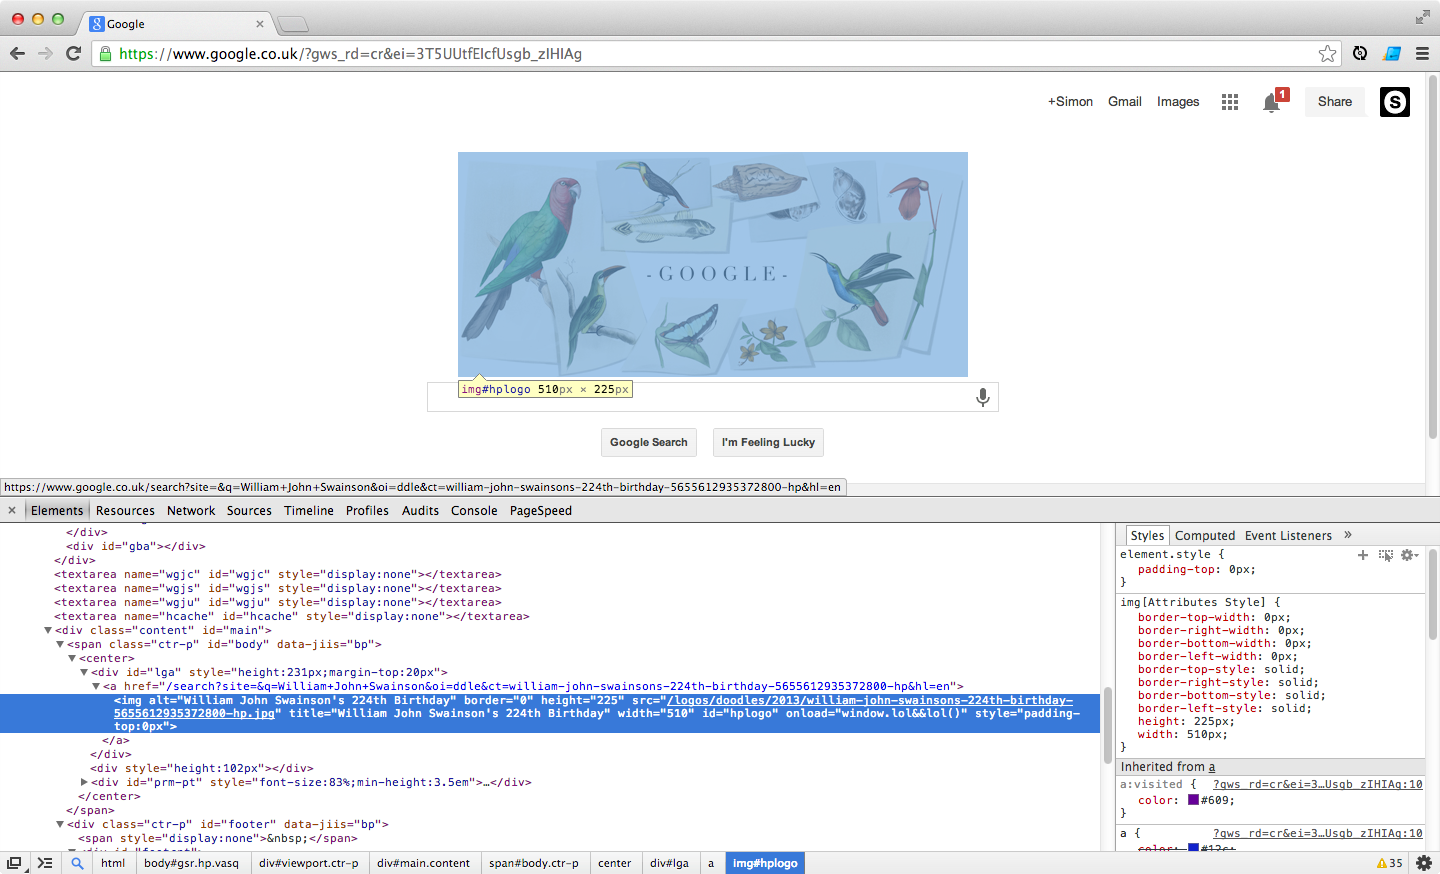 Google
https://www.google.co.uk/?gws_rd=cr&ei=3T5UUtfEIcfUsgb_zIHIAg
+Simon Gmail Images 1 Share S
- GOOGLE -
img#hplogo 510px × 225px
Google Search I'm Feeling Lucky
https://www.google.co.uk/search?site=&q=William+John+Swainson&oi=ddle&ct=william-john-swainsons-224th-birthday-5655612935372800-hp&hl=en
× Elements Resources Network Sources Timeline Profiles Audits Console PageSpeed
</div>
<div id="gba"></div>
</div>
<textarea name="wgjc" id="wgjc" style="display:none"></textarea>
<textarea name="wgjs" id="wgjs" style="display:none"></textarea>
<textarea name="wgju" id="wgju" style="display:none"></textarea>
<textarea name="hcache" id="hcache" style="display:none"></textarea>
<div class="content" id="main">
<span class="ctr-p" id="body" data-jiis="bp">
<center>
<div id="lga" style="height:231px;margin-top:20px">
<a href="/search?site=&q=William+John+Swainson&oi=ddle&ct=william-john-swainsons-224th-birthday-5655612935372800-hp&hl=en">
<img alt="William John Swainson's 224th Birthday" border="0" height="225" src="/logos/doodles/2013/william-john-swainsons-224th-birthday-
5655612935372800-hp.jpg" title="William John Swainson's 224th Birthday" width="510" id="hplogo" onload="window.lol&&lol()" style="padding-
top:0px">
</a>
</div>
<div style="height:102px"></div>
<div id="prm-pt" style="font-size:83%;min-height:3.5em">…</div>
</center>
</span>
<div class="ctr-p" id="footer" data-jiis="bp">
<span style="display:none">&nbsp;</span>
Styles Computed Event Listeners »
element.style {
padding-top: 0px;
}
img[Attributes Style] {
border-top-width: 0px;
border-right-width: 0px;
border-bottom-width: 0px;
border-left-width: 0px;
border-top-style: solid;
border-right-style: solid;
border-bottom-style: solid;
border-left-style: solid;
height: 225px;
width: 510px;
}
Inherited from a
a:visited { ?gws_rd=cr&ei=3…Usgb_zIHIAg:10
color: #609;
}
a { ?gws_rd=cr&ei=3…Usgb_zIHIAg:10
color: #12c;
html body#gsr.hp.vasq div#viewport.ctr-p div#main.content span#body.ctr-p center div#lga a img#hplogo 35